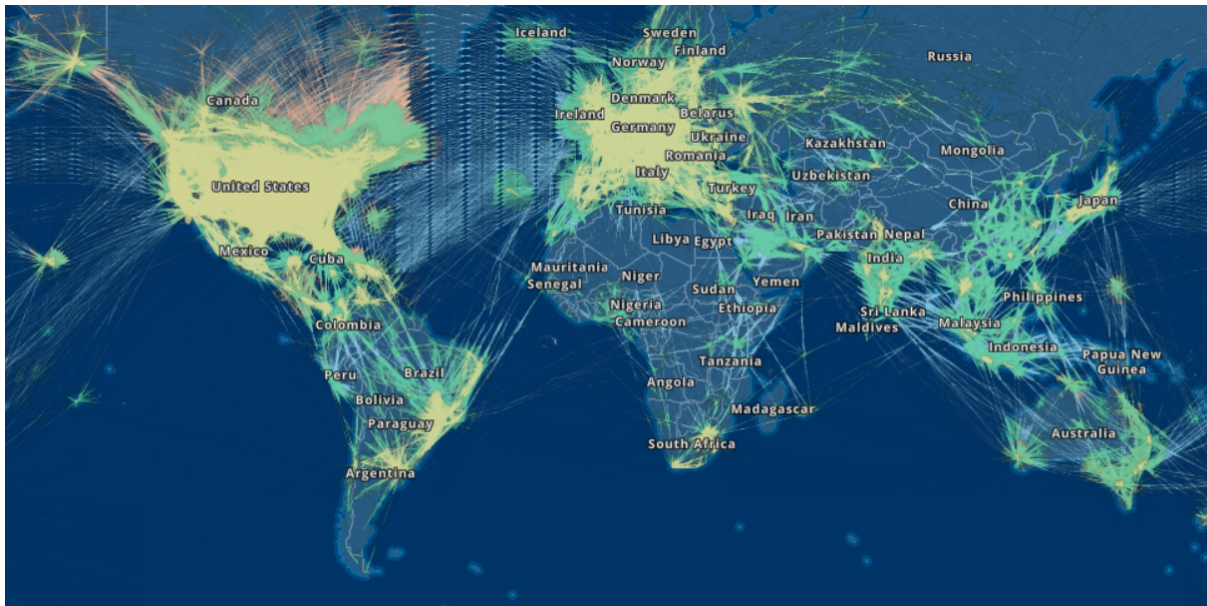 Iceland
Sweden
Finland
Norway
Russia
Canada
Denmark
Ireland
Belarus
Germany
Ukraine
Kazakhstan
Mongolia
Romania
Italy
Uzbekistan
United States
Turkey
China
Japan
Tunisia
Iraq
Iran
Pakistan
Nepal
Mexico
Cuba
Libya
Egypt
India
Mauritania
Niger
Senegal
Sudan
Yemen
Nigeria
Ethiopia
Philippines
Cameroon
Sri Lanka
Colombia
Maldives
Malaysia
Indonesia
Papua New
Guinea
Tanzania
Peru
Brazil
Angola
Bolivia
Madagascar
Paraguay
Australia
South Africa
Argentina